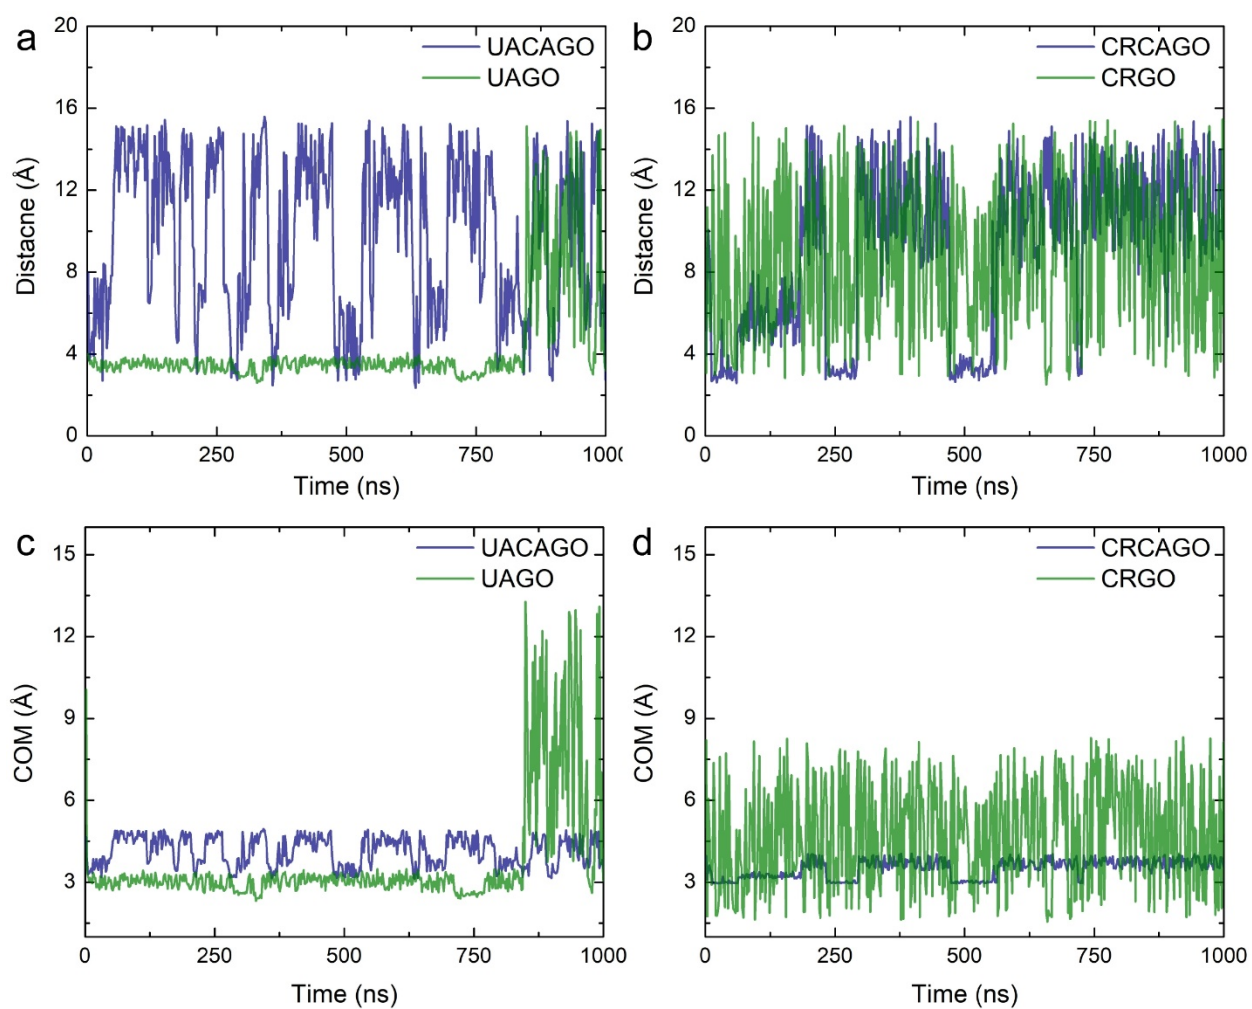 a
UACAGO
UAGO
Distacne (Å)
20
16
12
8
4
0
0 250 500 750 1000
Time (ns)
b
CRCAGO
CRGO
Distacne (Å)
20
16
12
8
4
0
0 250 500 750 1000
Time (ns)
c
UACAGO
UAGO
COM (Å)
15
12
9
6
3
0 250 500 750 1000
Time (ns)
d
CRCAGO
CRGO
COM (Å)
15
12
9
6
3
0 250 500 750 1000
Time (ns)